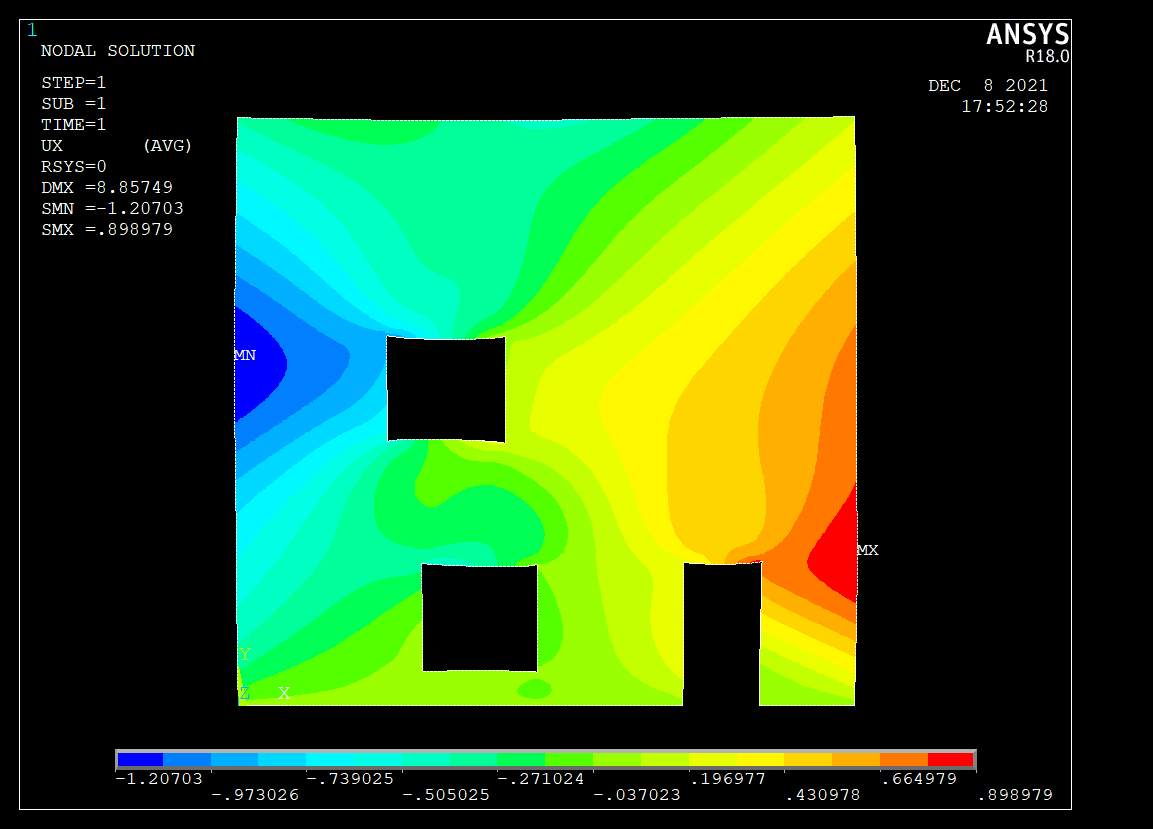 1
NODAL SOLUTION
STEP=1
SUB =1
TIME=1
UX (AVG)
RSYS=0
DMX =8.85749
SMN =-1.20703
SMX =.898979
ANSYS
R18.0
DEC 8 2021
17:52:28
MN
MX
Y
Z X
-1.20703 -.739025 -.271024 .196977 .664979
-.973026 -.505025 -.037023 .430978 .898979